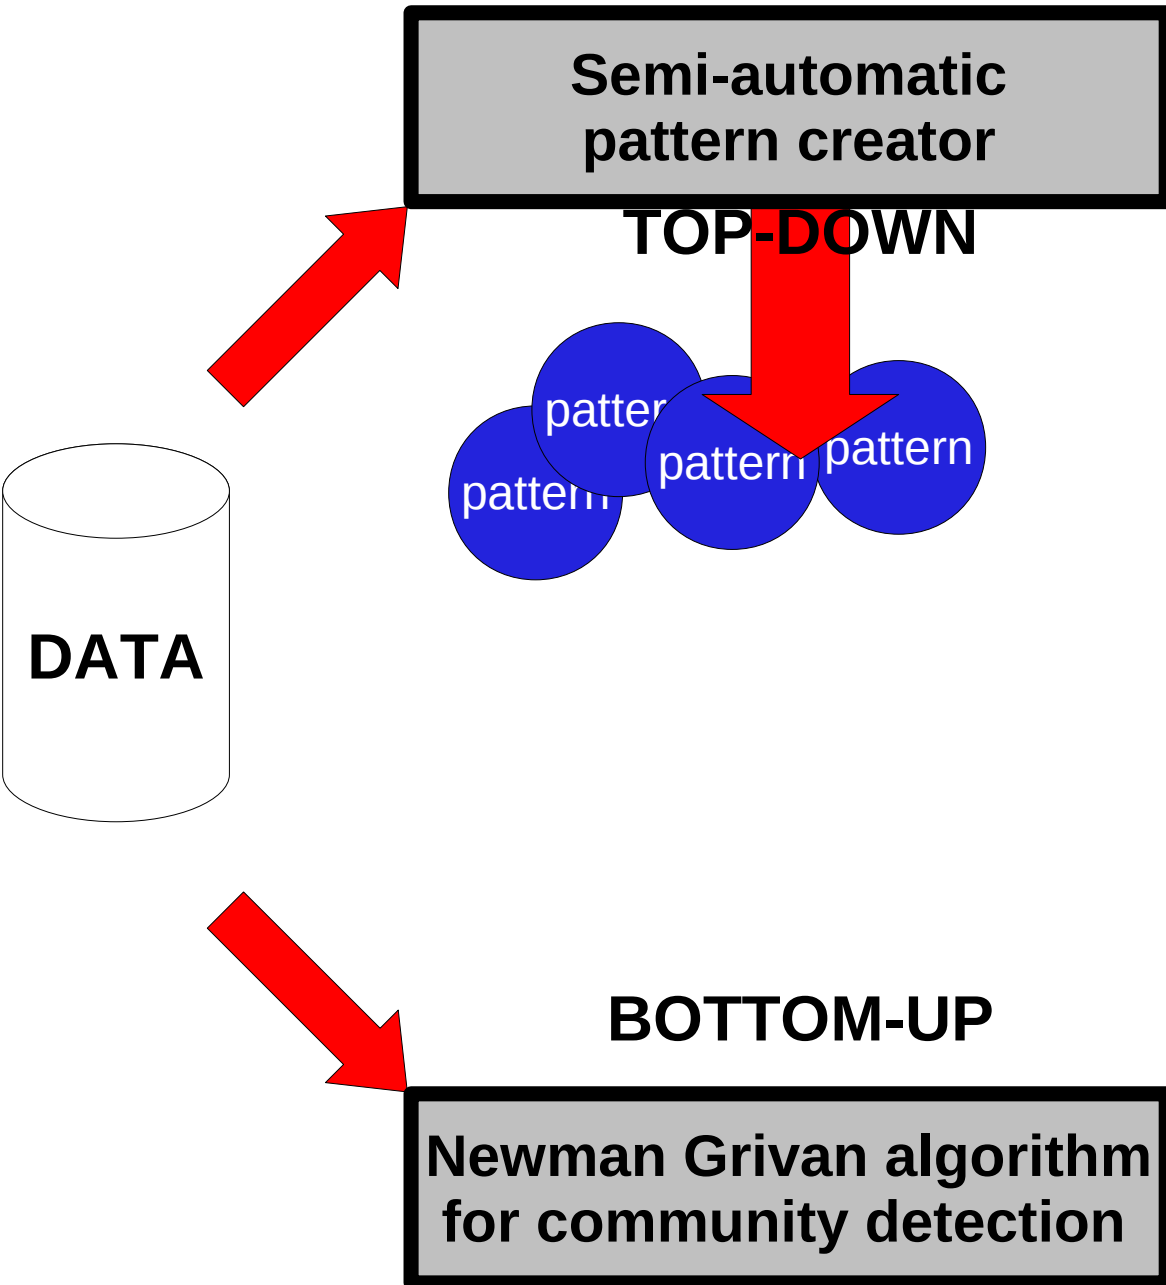 Semi-automatic
pattern creator
TOP-DOWN
pattern
pattern
pattern
patter
DATA
BOTTOM-UP
Newman Grivan algorithm
for community detection